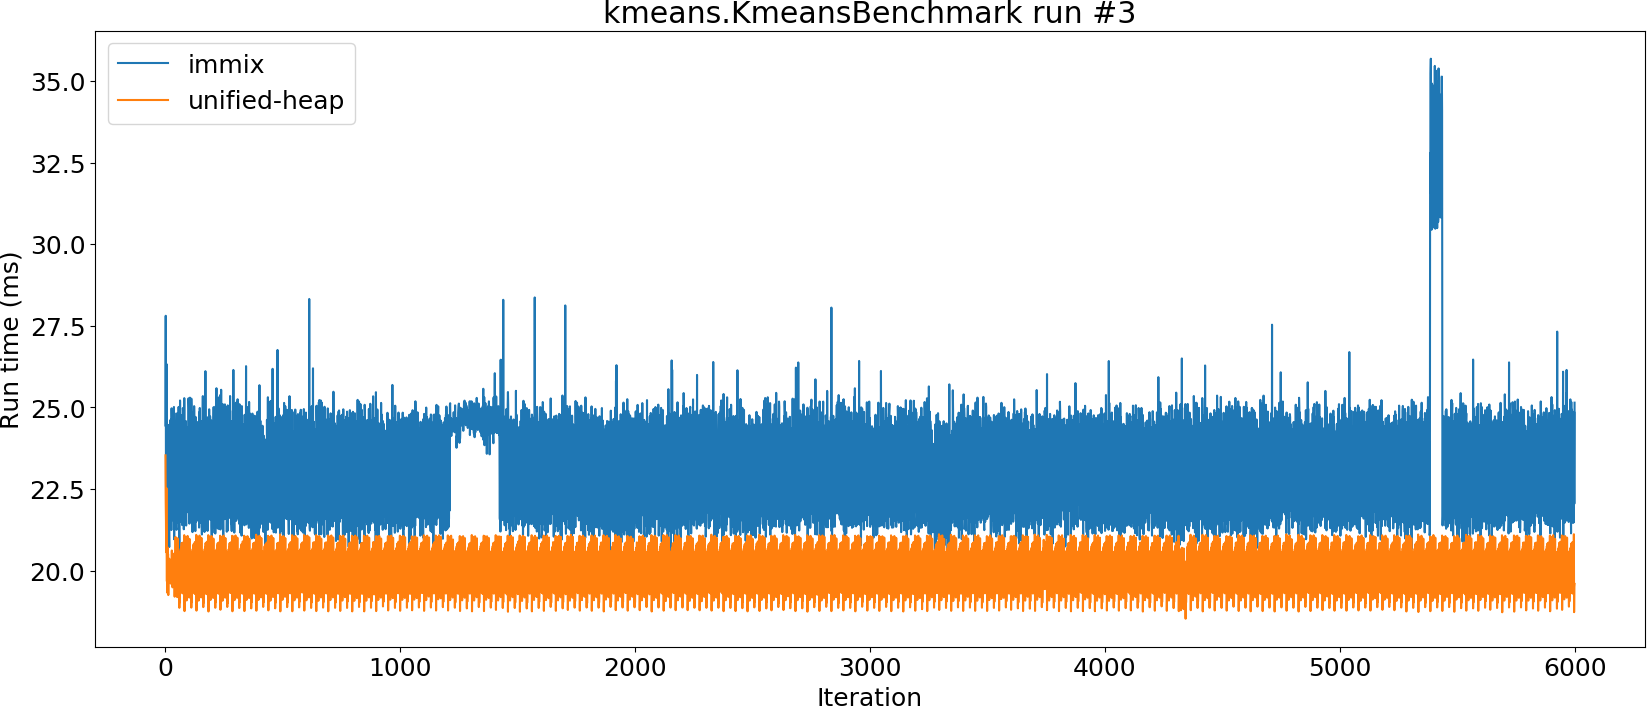 kmeans.KmeansBenchmark run #3
immix
unified-heap
Run time (ms)
35.0
32.5
30.0
27.5
25.0
22.5
20.0
0 1000 2000 3000 4000 5000 6000
Iteration